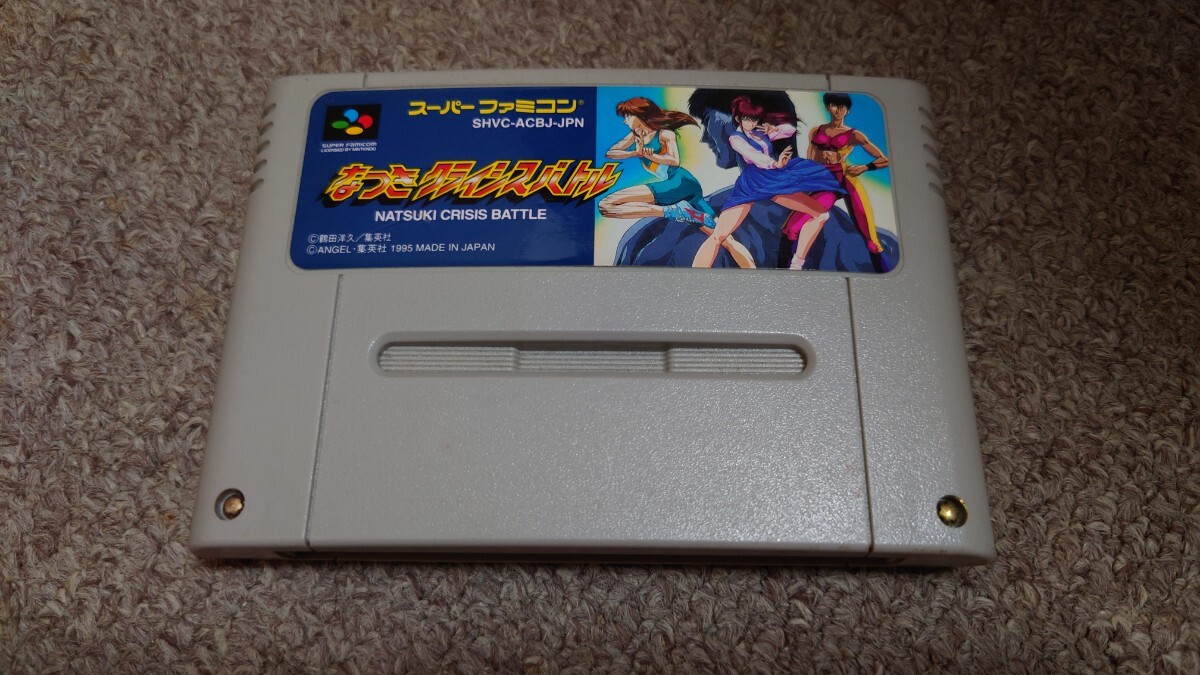 スーパーファミコン®
SHVC-ACBJ-JPN
SUPER FAMICOM
LICENSED BY NINTENDO
なつきクライシスバトル
NATSUKI CRISIS BATTLE
©鶴田洋久/集英社
©ANGEL・集英社 1995 MADE IN JAPAN